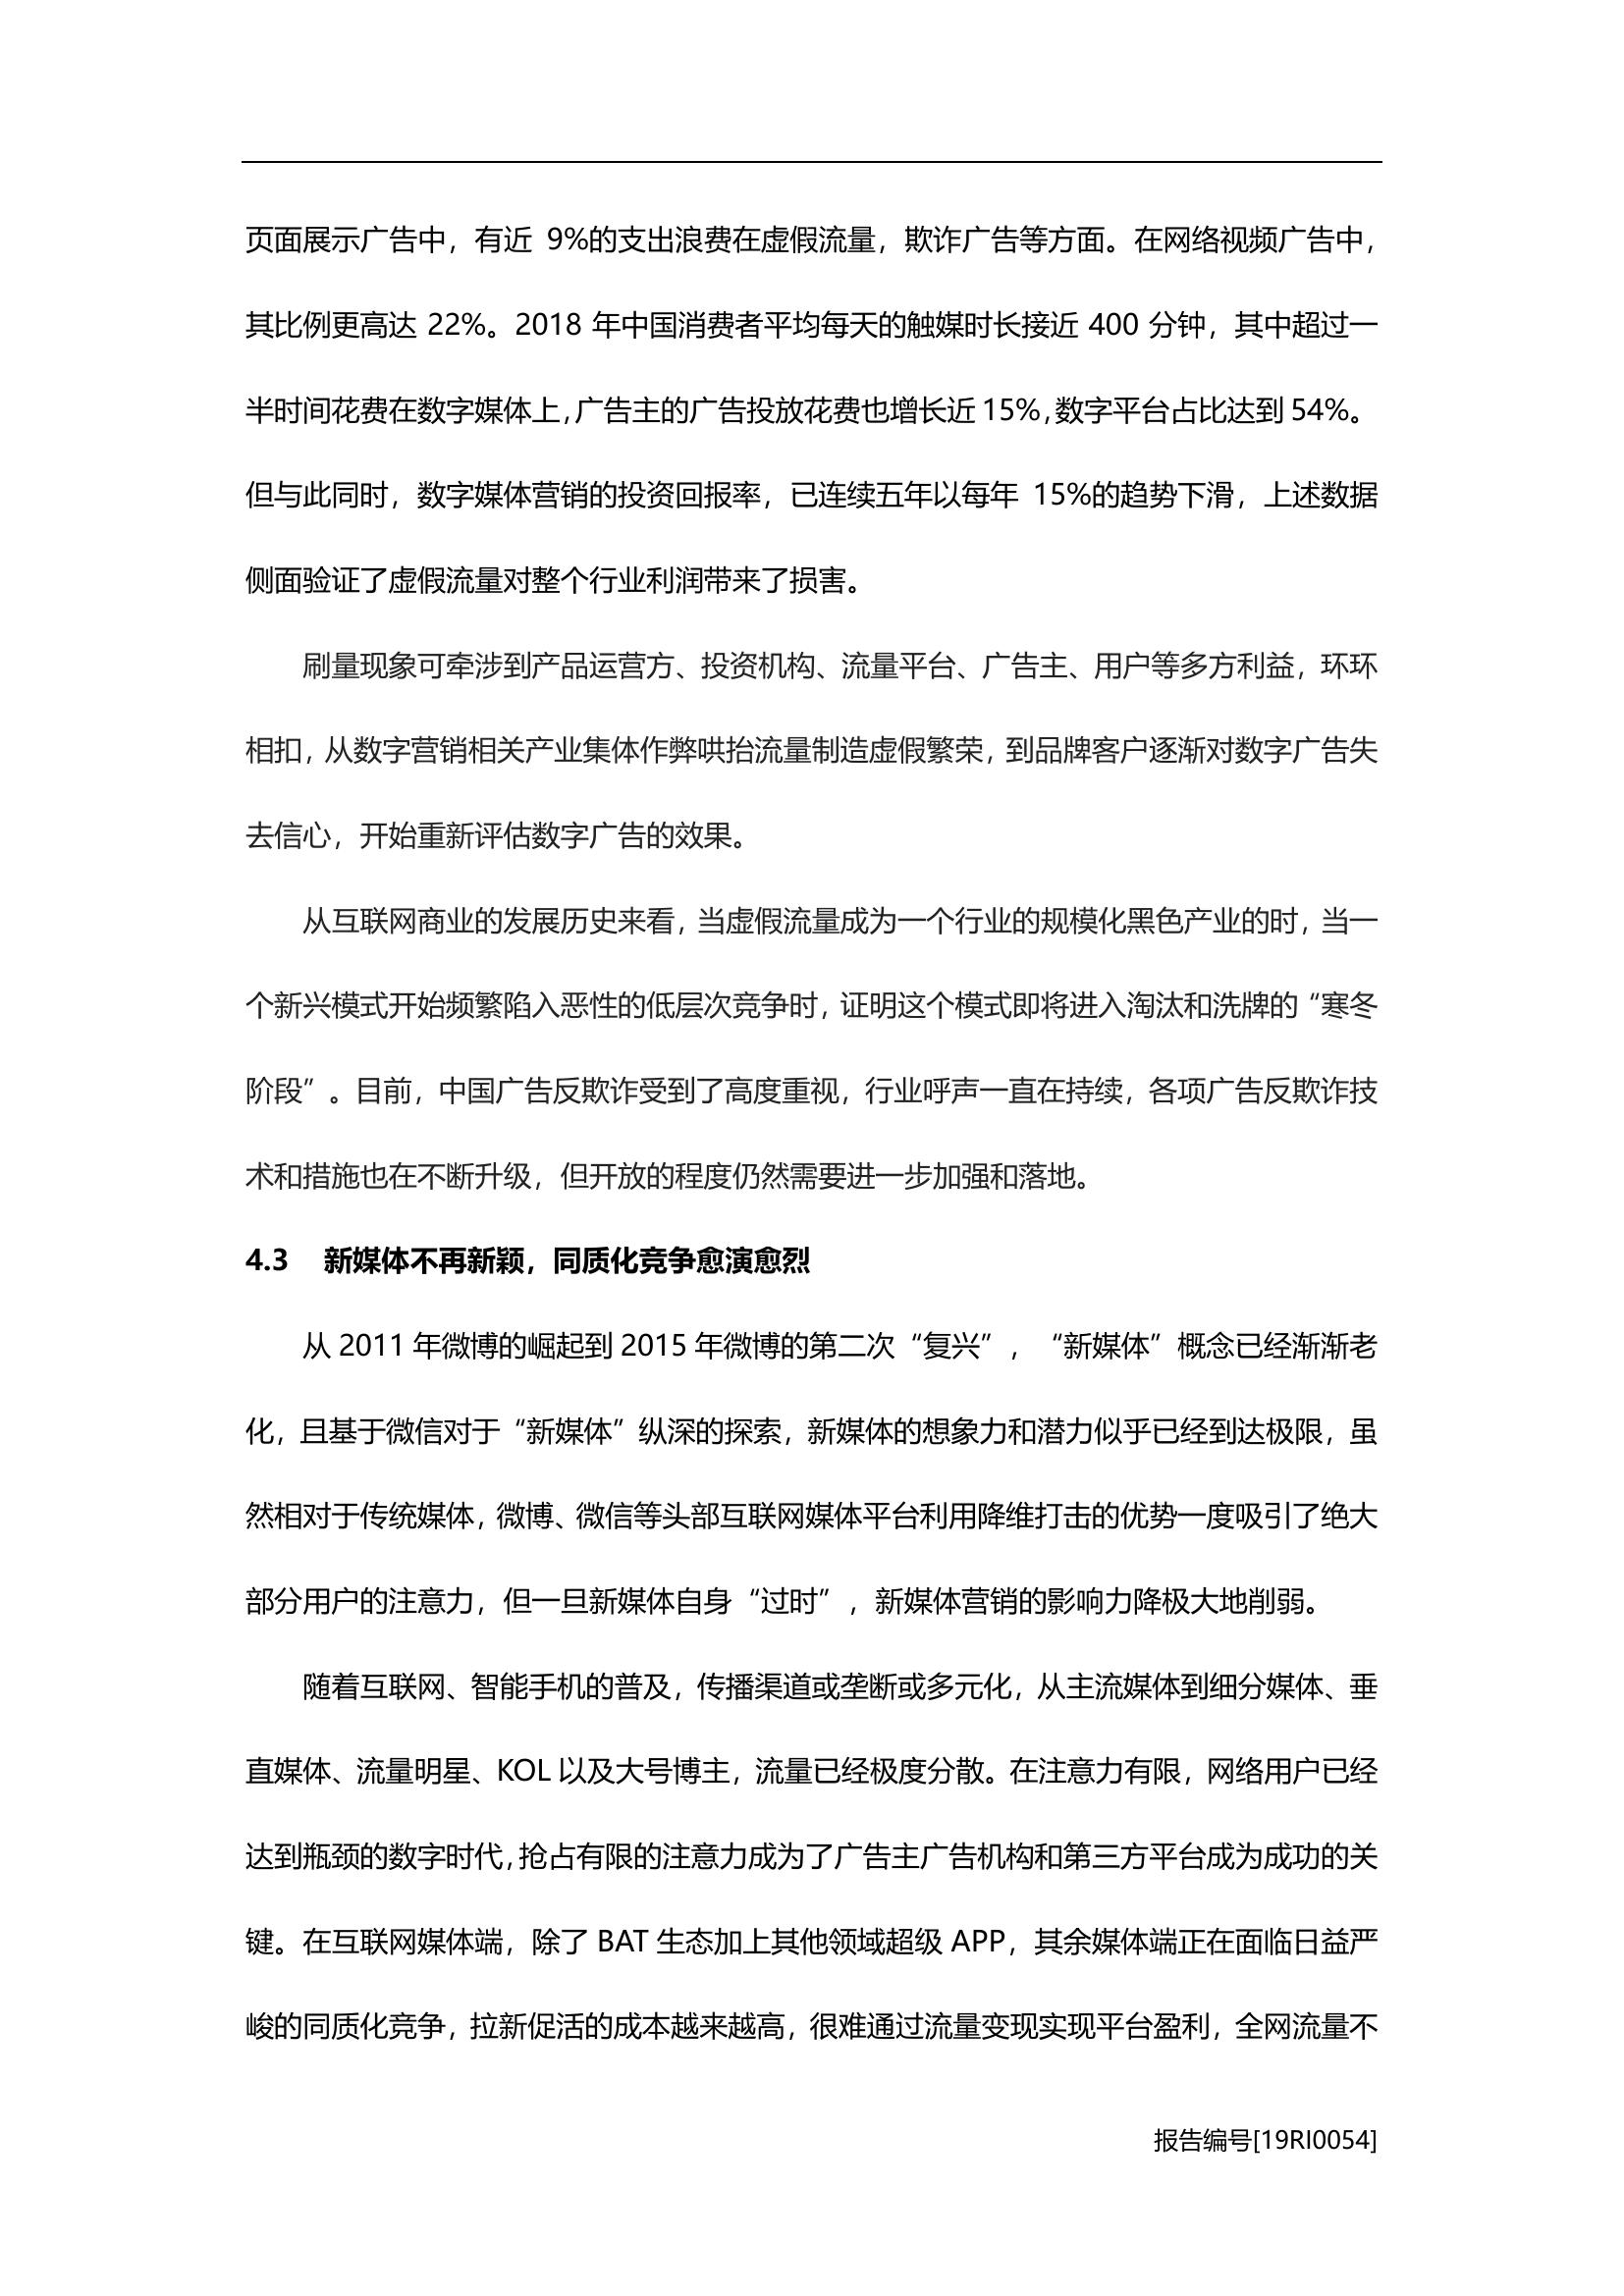 页面展示广告中，有近 9%的支出浪费在虚假流量，欺诈广告等方面。在网络视频广告中，
其比例更高达 22%。2018 年中国消费者平均每天的触媒时长接近 400 分钟，其中超过一
半时间花费在数字媒体上，广告主的广告投放花费也增长近 15%，数字平台占比达到 54%。
但与此同时，数字媒体营销的投资回报率，已连续五年以每年 15%的趋势下滑，上述数据
侧面验证了虚假流量对整个行业利润带来了损害。
刷量现象可牵涉到产品运营方、投资机构、流量平台、广告主、用户等多方利益，环环
相扣，从数字营销相关产业集体作弊哄抬流量制造虚假繁荣，到品牌客户逐渐对数字广告失
去信心，开始重新评估数字广告的效果。
从互联网商业的发展历史来看，当虚假流量成为一个行业的规模化黑色产业的时，当一
个新兴模式开始频繁陷入恶性的低层次竞争时，证明这个模式即将进入淘汰和洗牌的“寒冬
阶段”。目前，中国广告反欺诈受到了高度重视，行业呼声一直在持续，各项广告反欺诈技
术和措施也在不断升级，但开放的程度仍然需要进一步加强和落地。
4.3 新媒体不再新颖，同质化竞争愈演愈烈
从 2011 年微博的崛起到 2015 年微博的第二次“复兴”，“新媒体”概念已经渐渐老
化，且基于微信对于“新媒体”纵深的探索，新媒体的想象力和潜力似乎已经到达极限，虽
然相对于传统媒体，微博、微信等头部互联网媒体平台利用降维打击的优势一度吸引了绝大
部分用户的注意力，但一旦新媒体自身“过时”，新媒体营销的影响力降极大地削弱。
随着互联网、智能手机的普及，传播渠道或垄断或多元化，从主流媒体到细分媒体、垂
直媒体、流量明星、KOL 以及大号博主，流量已经极度分散。在注意力有限，网络用户已经
达到瓶颈的数字时代，抢占有限的注意力成为了广告主广告机构和第三方平台成为成功的关
键。在互联网媒体端，除了 BAT 生态加上其他领域超级 APP，其余媒体端正在面临日益严
峻的同质化竞争，拉新促活的成本越来越高，很难通过流量变现实现平台盈利，全网流量不
报告编号[19RI0054]